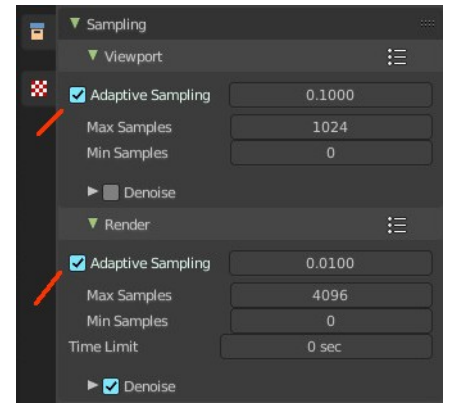 Sampling
Viewport
Adaptive Sampling 0.1000
Max Samples 1024
Min Samples 0
Denoise
Render
Adaptive Sampling 0.0100
Max Samples 4096
Min Samples 0
Time Limit 0 sec
Denoise